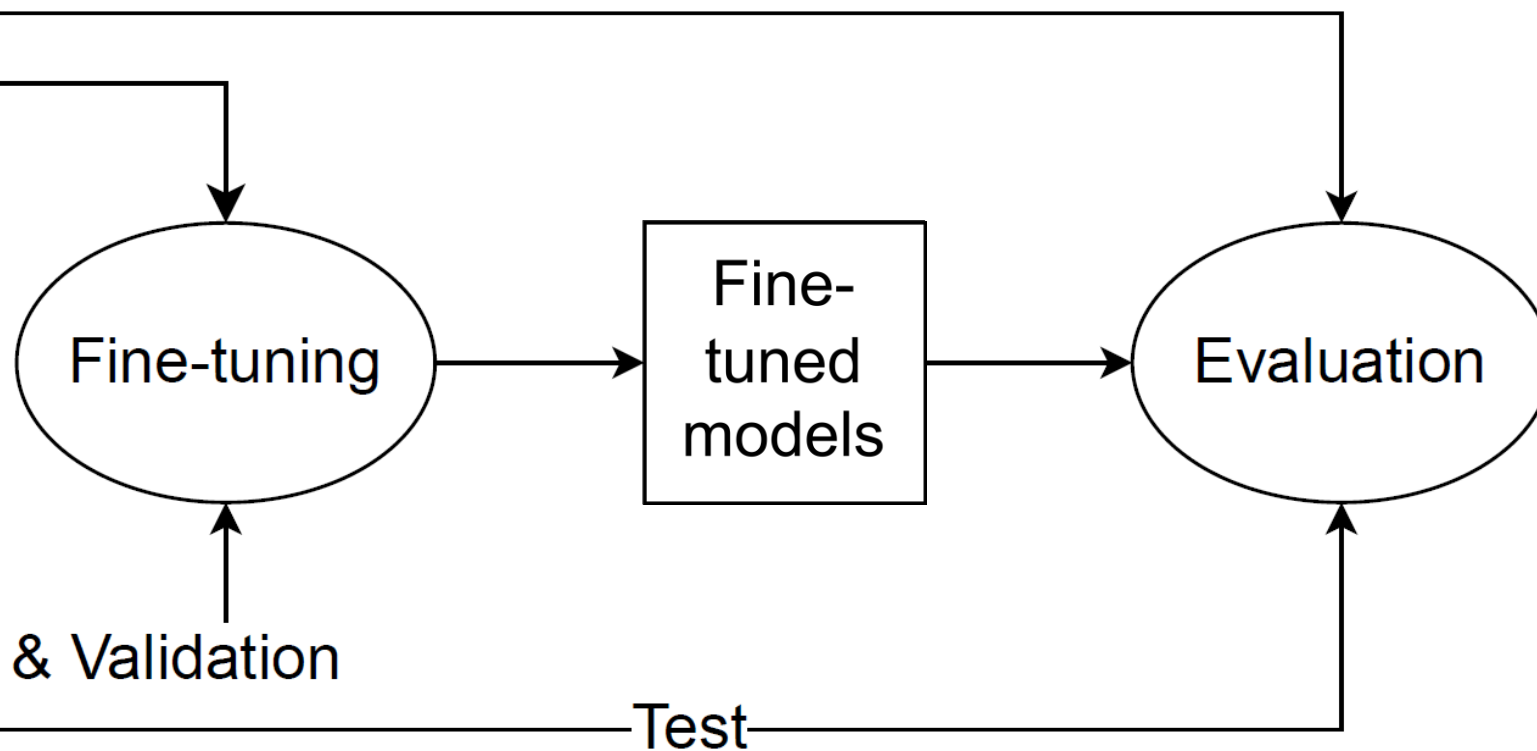 Fine-tuning
Fine-
tuned
models
Evaluation
& Validation
Test